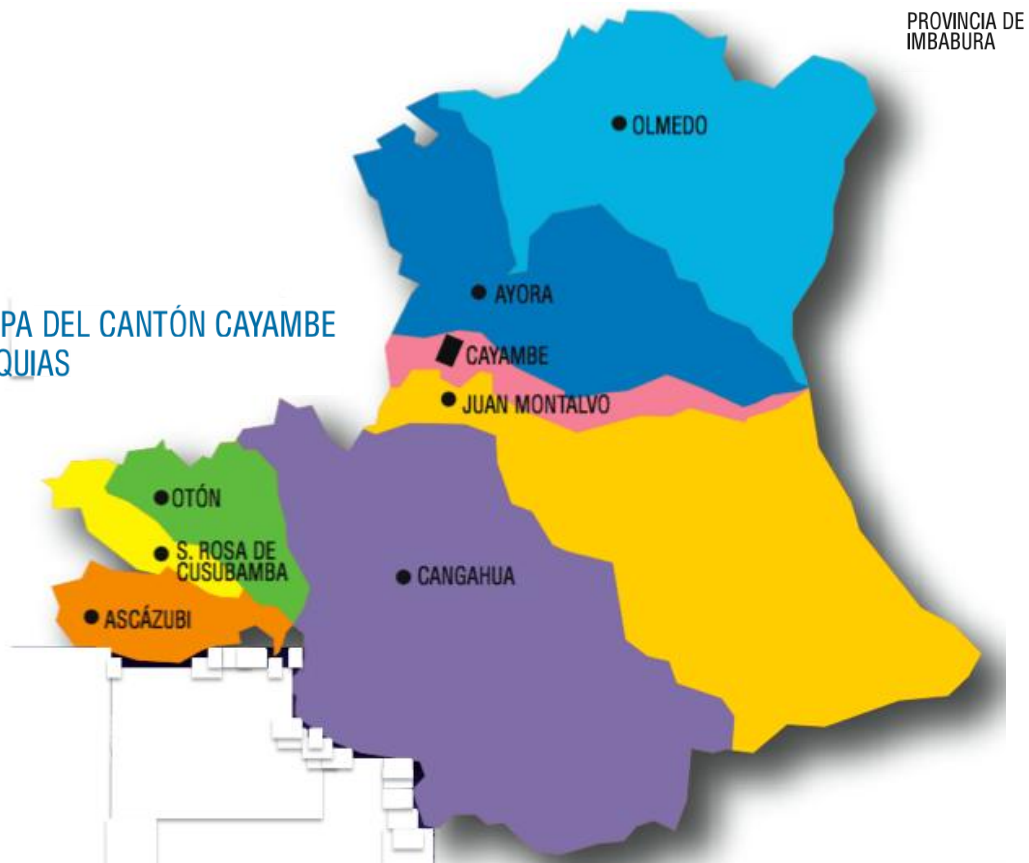 PROVINCIA DE
IMBABURA
OLMEDO
AYORA
PA DEL CANTÓN CAYAMBE
QUIAS
CAYAMBE
JUAN MONTALVO
OTÓN
S. ROSA DE
CUSUBAMBA
CANGAHUA
ASCÁZUBI